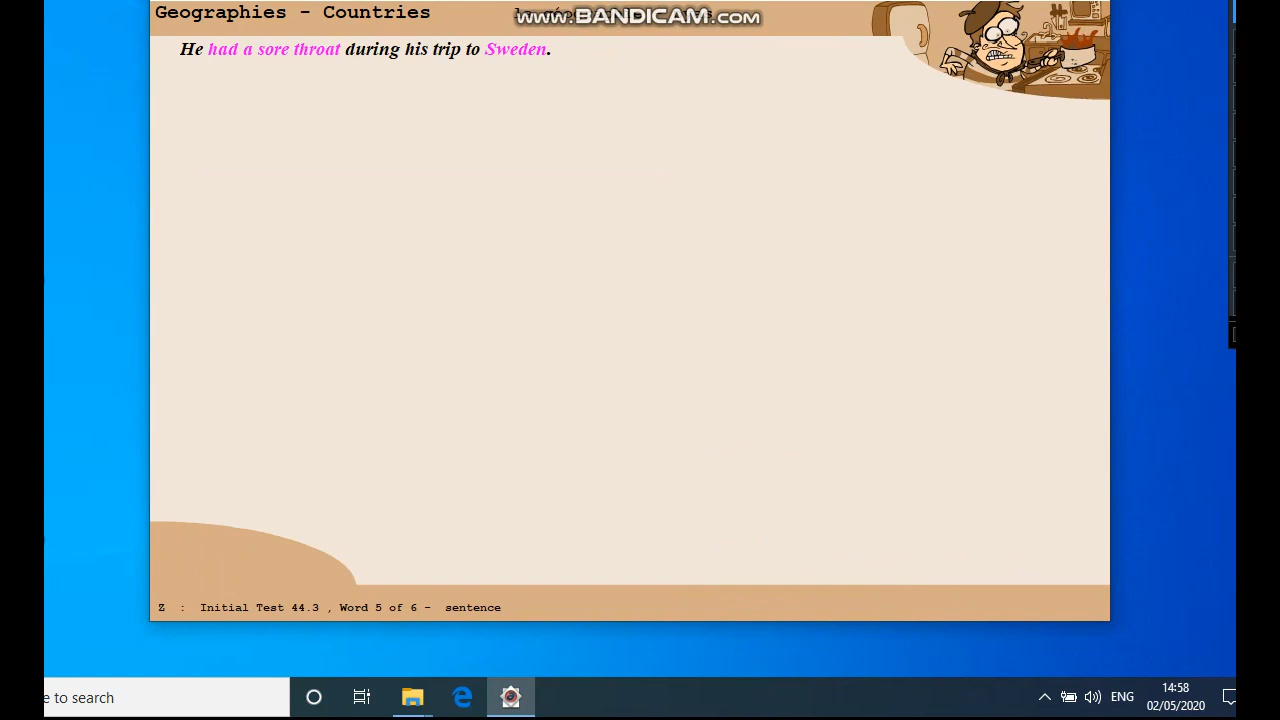 Geographies - Countries
www.BANDICAM.com
He had a sore throat during his trip to Sweden.
Z : Initial Test 44.3 , Word 5 of 6 - sentence
e to search
ENG
14:58
02/05/2020